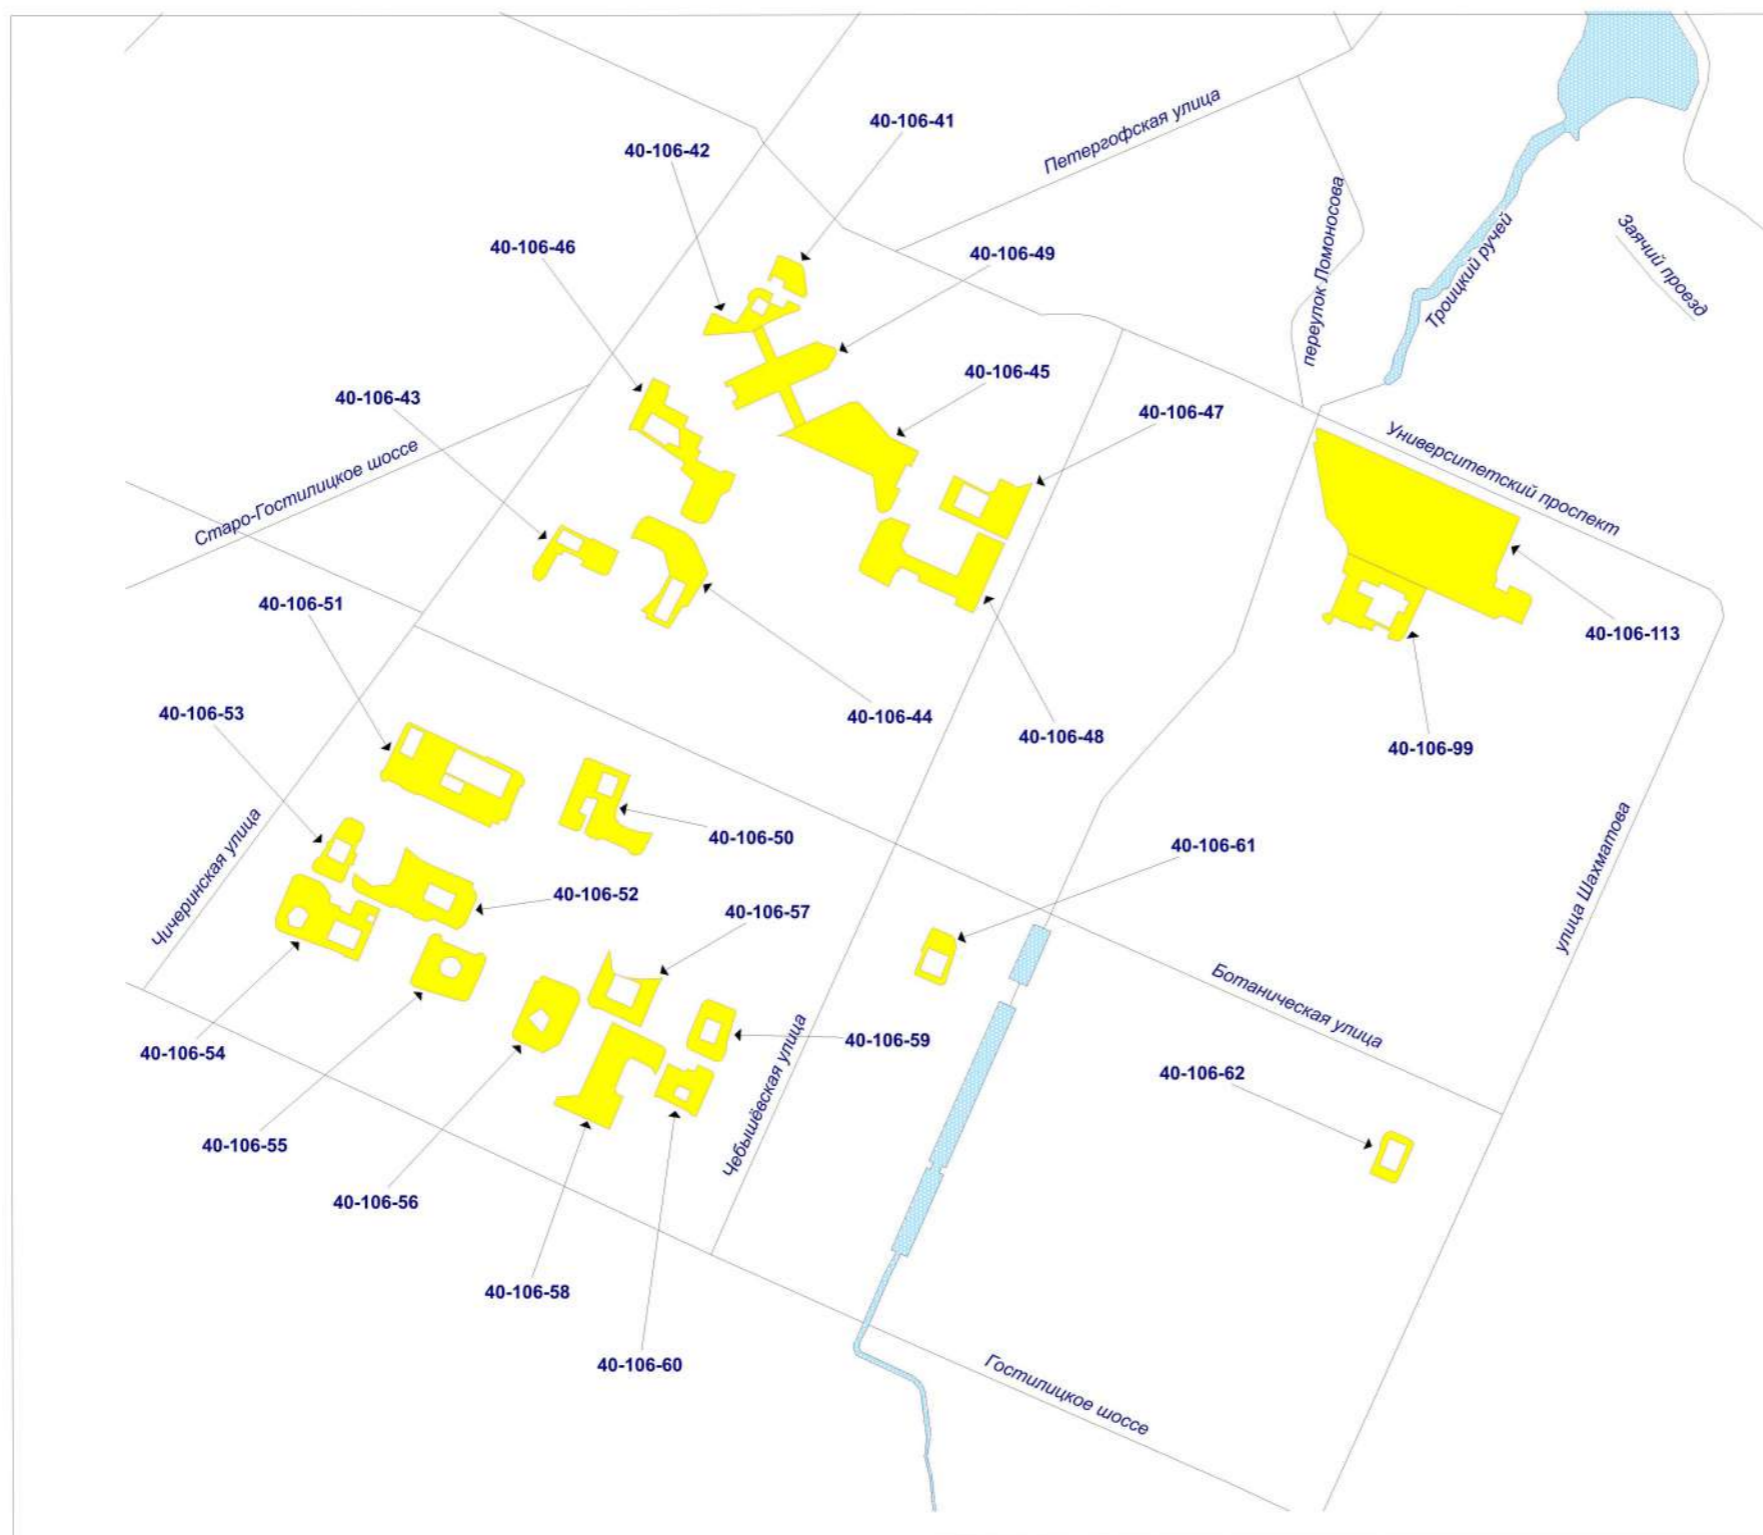 40-106-41
Петергофская улица
40-106-42
переулок Ломоносова
Троицкий ручей
Заячий проезд
40-106-46
40-106-49
40-106-45
40-106-43
40-106-47
Университетский проспект
Старо-Гостилицкое шоссе
40-106-51
40-106-113
40-106-53
40-106-44
40-106-48
40-106-99
Чичеринская улица
40-106-50
40-106-61
улица Шахматова
40-106-52
40-106-57
Ботаническая улица
40-106-54
40-106-59
40-106-62
Чебышёвская улица
40-106-55
40-106-56
40-106-58
40-106-60
Гостилицкое шоссе